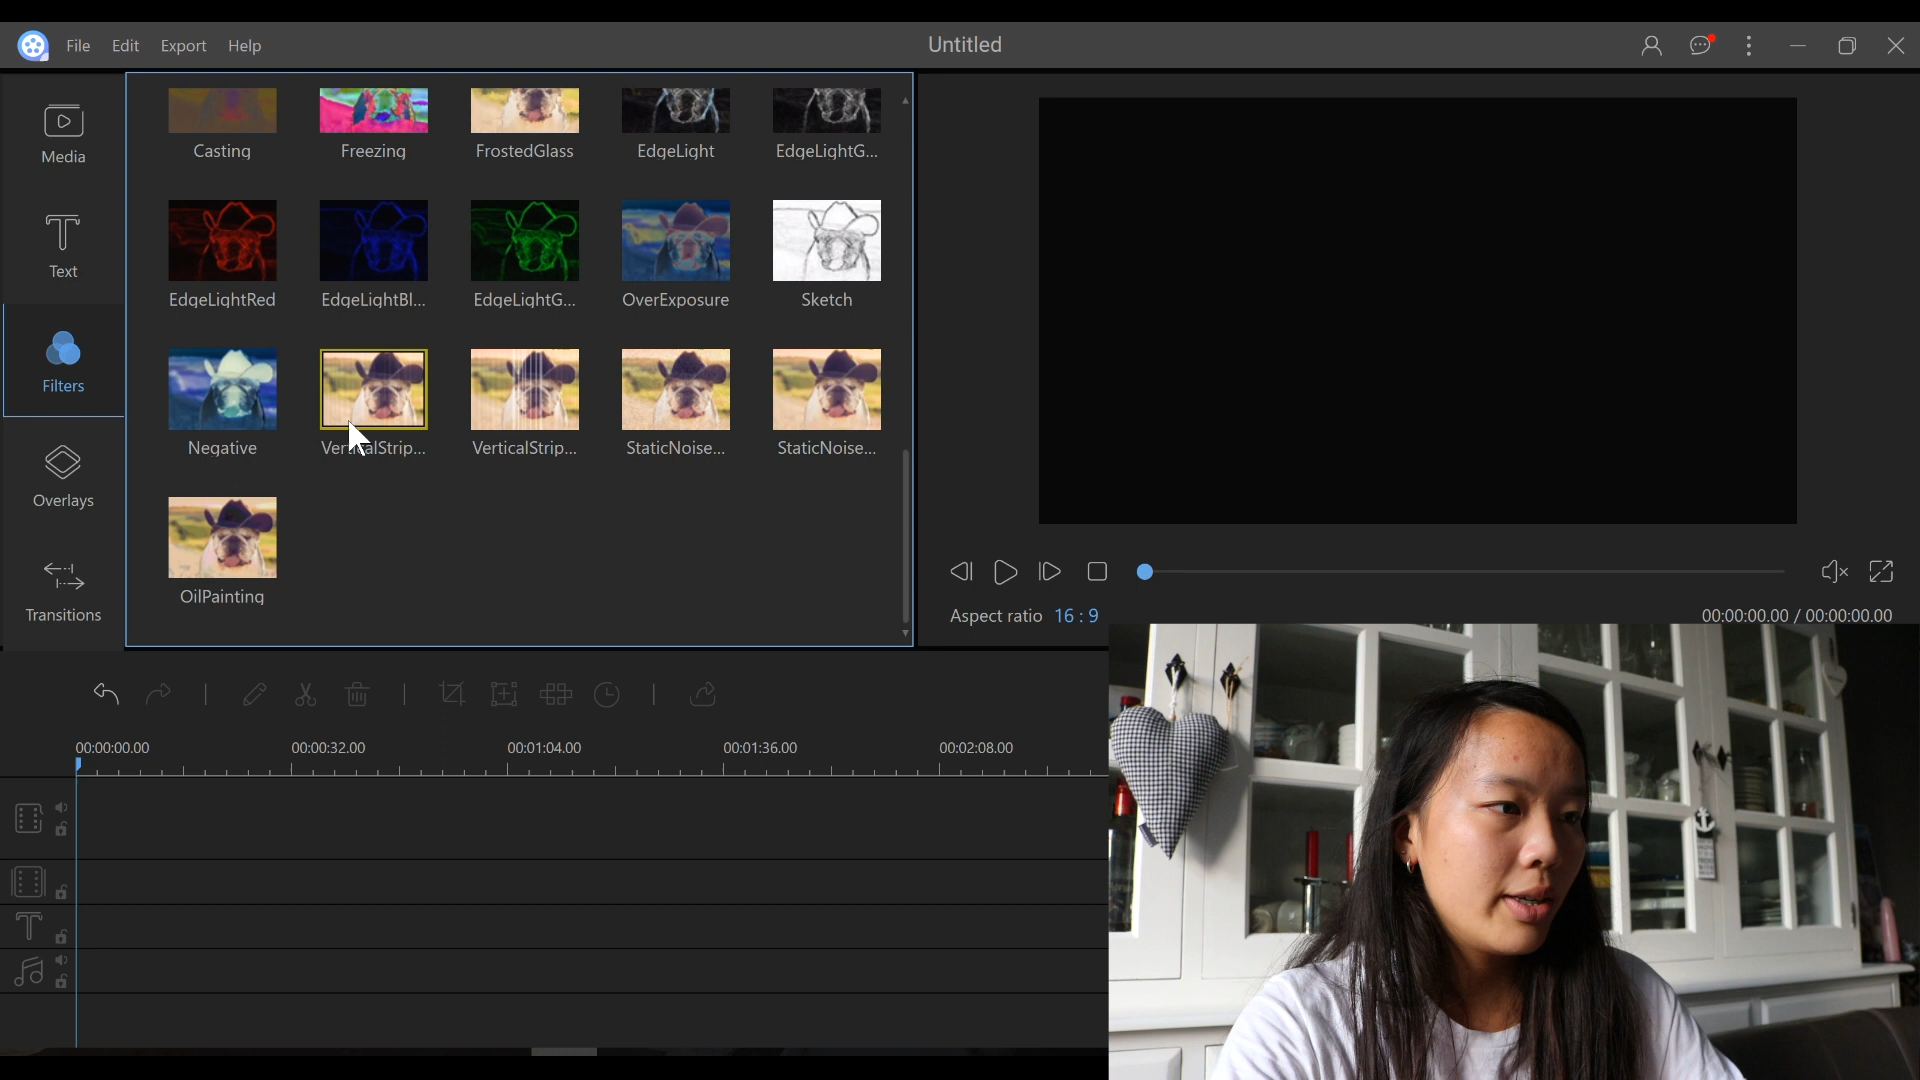 File Edit Export Help
Untitled
Media
Text
Filters
Overlays
Transitions
Casting Freezing FrostedGlass EdgeLight EdgeLightG...
EdgeLightRed EdgeLightBl... EdgeLightG... OverExposure Sketch
Negative VerticalStrip... VerticalStrip... StaticNoise... StaticNoise...
OilPainting
Aspect ratio 16 : 9
00:00:00.00 / 00:00:00.00
00:00:00.00 00:00:32.00 00:01:04.00 00:01:36.00 00:02:08.00